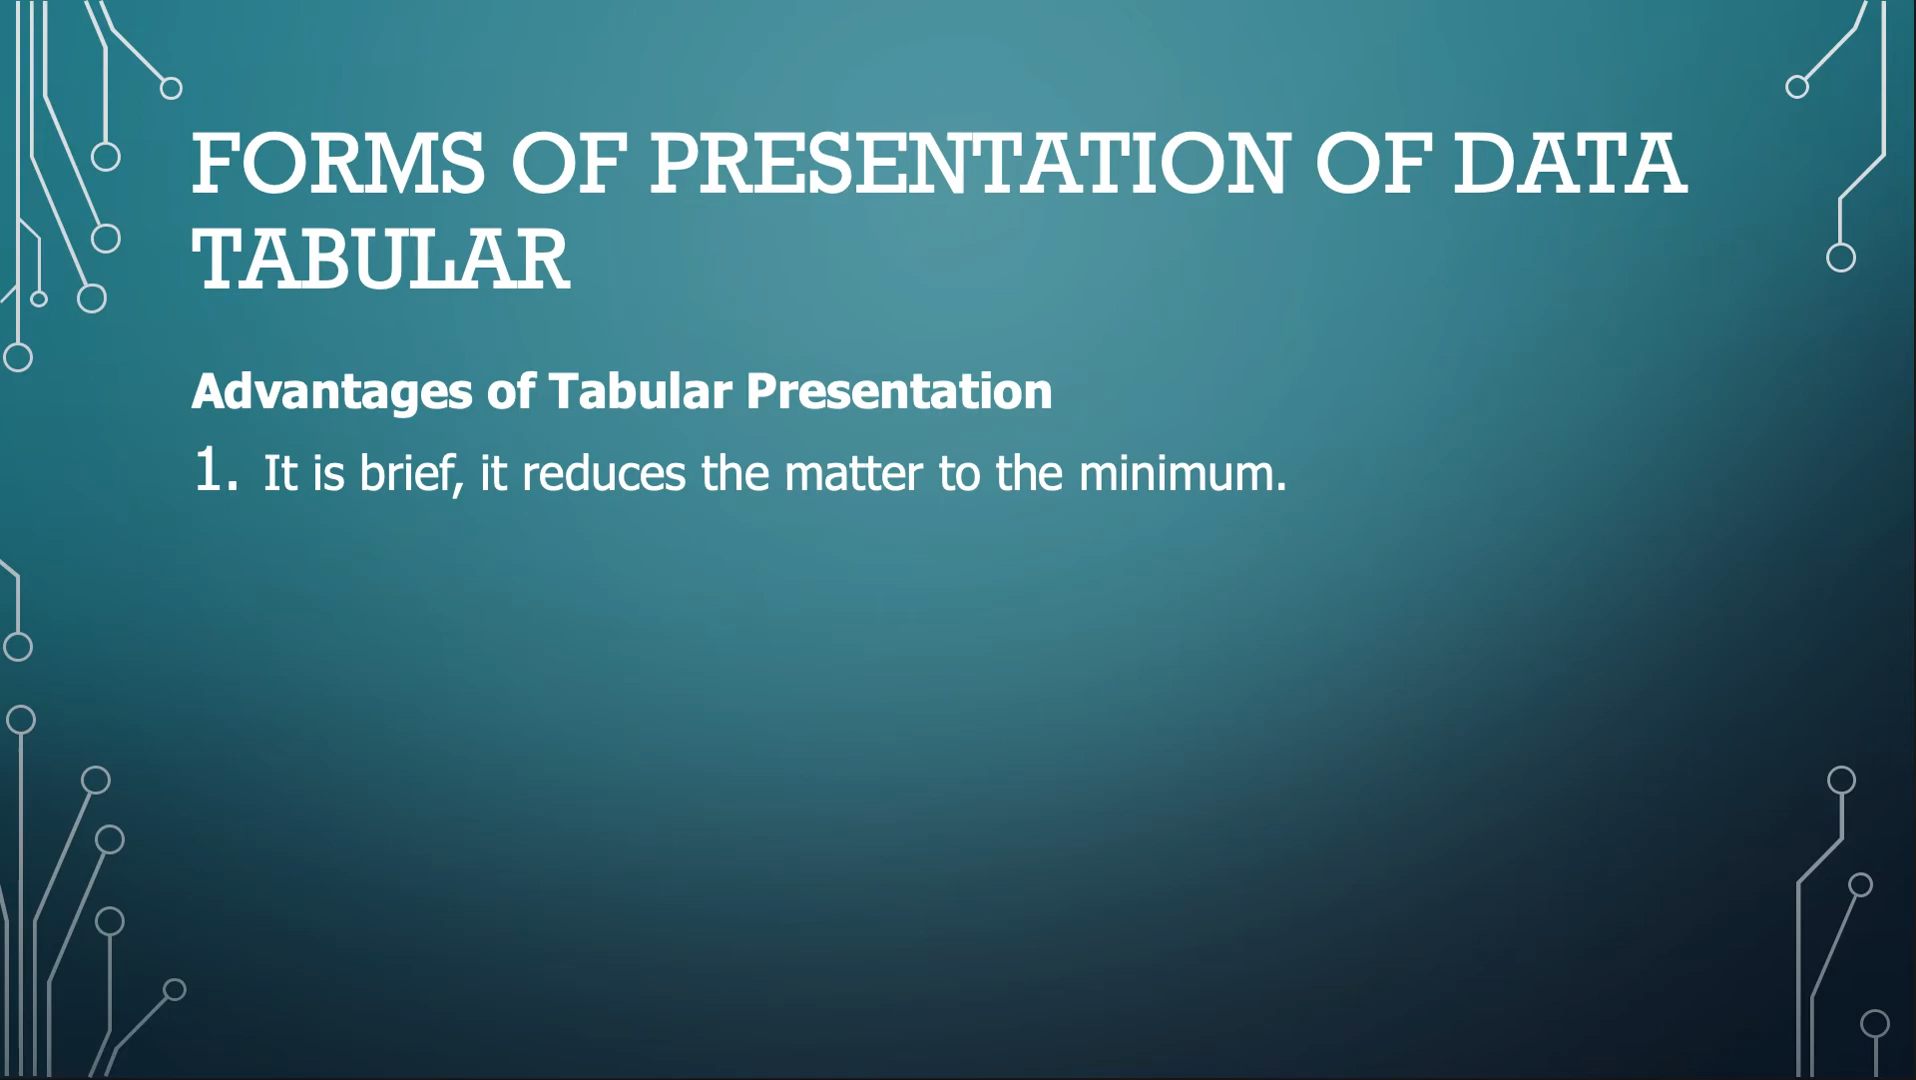 FORMS OF PRESENTATION OF DATA
TABULAR
Advantages of Tabular Presentation
1. It is brief, it reduces the matter to the minimum.